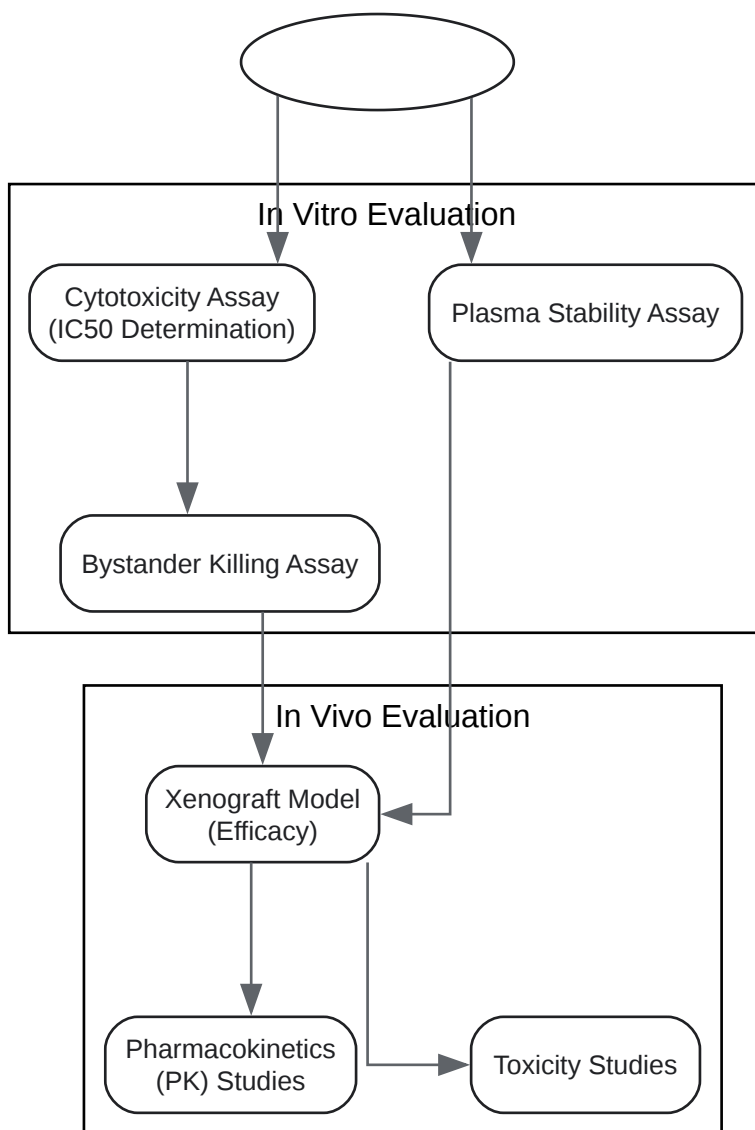 In Vitro Evaluation
Cytotoxicity Assay
(IC50 Determination)
Plasma Stability Assay
Bystander Killing Assay
In Vivo Evaluation
Xenograft Model
(Efficacy)
Pharmacokinetics
(PK) Studies
Toxicity Studies